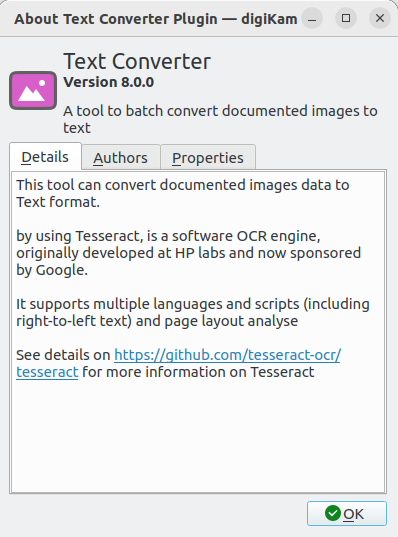 About Text Converter Plugin — digiKam
Text Converter
Version 8.0.0
A tool to batch convert documented images to
text
Details
Authors
Properties
This tool can convert documented images data to
Text format.
by using Tesseract, is a software OCR engine,
originally developed at HP labs and now sponsored
by Google.
It supports multiple languages and scripts (including
right-to-left text) and page layout analyse
See details on https://github.com/tesseract-ocr/
tesseract for more information on Tesseract
OK